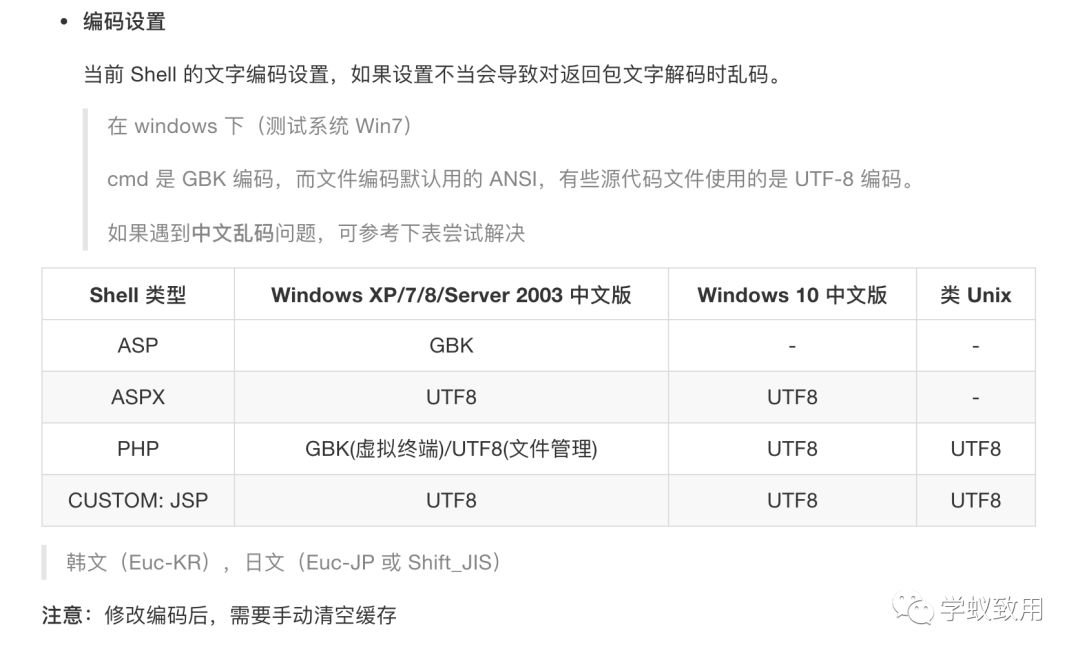 • 编码设置
当前 Shell 的文字编码设置，如果设置不当会导致对返回包文字解码时乱码。
在 windows 下（测试系统 Win7）
cmd 是 GBK 编码，而文件编码默认用的 ANSI，有些源代码文件使用的是 UTF-8 编码。
如果遇到中文乱码问题，可参考下表尝试解决
Shell 类型 Windows XP/7/8/Server 2003 中文版 Windows 10 中文版 类 Unix
ASP GBK - -
ASPX UTF8 UTF8 -
PHP GBK(虚拟终端)/UTF8(文件管理) UTF8 UTF8
CUSTOM: JSP UTF8 UTF8 UTF8
韩文（Euc-KR），日文（Euc-JP 或 Shift_JIS）
注意：修改编码后，需要手动清空缓存
学蚁致用